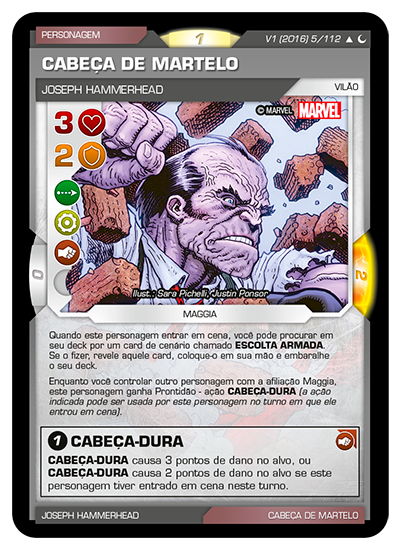 PERSONAGEM
1
V1 (2016) 5/112
CABEÇA DE MARTELO
JOSEPH HAMMERHEAD
VILÃO
© MARVEL MARVEL
3
2
0
2
Ilust.: Sara Pichelli, Justin Ponsor
MAGGIA
Quando este personagem entrar em cena, você pode procurar em
seu deck por um card de cenário chamado ESCOLTA ARMADA.
Se o fizer, revele aquele card, coloque-o em sua mão e embaralhe
o seu deck.
Enquanto você controlar outro personagem com a afiliação Maggia,
este personagem ganha Prontidão - ação CABEÇA-DURA (a ação
indicada pode ser usada por este personagem no turno em que ele
entrou em cena).
1 CABEÇA-DURA
CABEÇA-DURA causa 3 pontos de dano no alvo, ou
CABEÇA-DURA causa 2 pontos de dano no alvo se este
personagem tiver entrado em cena neste turno.
JOSEPH HAMMERHEAD
CABEÇA DE MARTELO